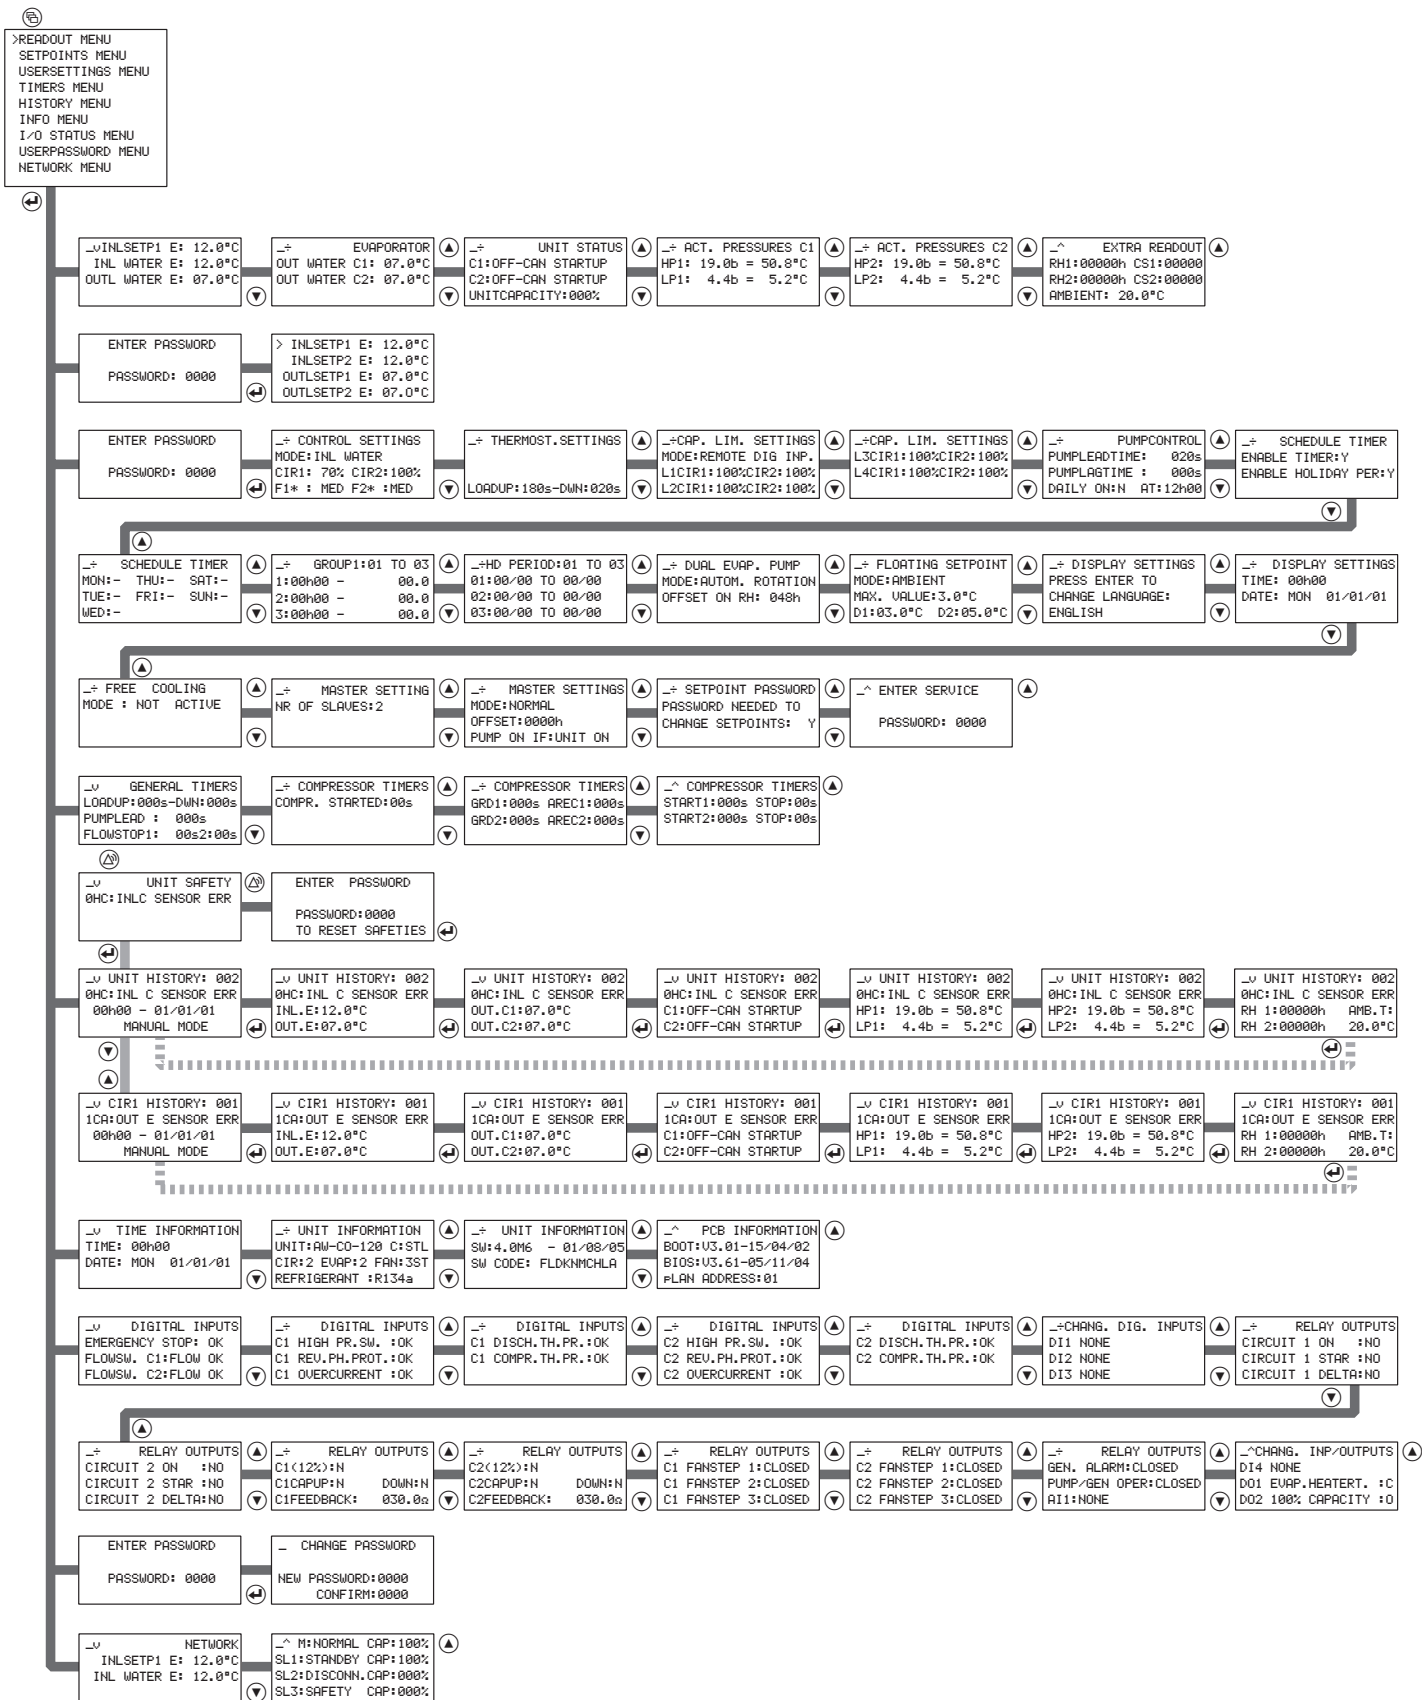 >READOUT MENU
SETPOINTS MENU
USERSETTINGS MENU
TIMERS MENU
HISTORY MENU
INFO MENU
I/O STATUS MENU
USERPASSWORD MENU
NETWORK MENU
_vINLSETP1 E: 12.0°C
INL WATER E: 12.0°C
OUTL WATER E: 07.0°C
_÷ EVAPORATOR
OUT WATER C1: 07.0°C
OUT WATER C2: 07.0°C
_÷ UNIT STATUS
C1:OFF-CAN STARTUP
C2:OFF-CAN STARTUP
UNITCAPACITY:000%
_÷ ACT. PRESSURES C1
HP1: 19.0b = 50.8°C
LP1: 4.4b = 5.2°C
_÷ ACT. PRESSURES C2
HP2: 19.0b = 50.8°C
LP2: 4.4b = 5.2°C
_^ EXTRA READOUT
RH1:00000h CS1:00000
RH2:00000h CS2:00000
AMBIENT: 20.0°C
ENTER PASSWORD
PASSWORD: 0000
> INLSETP1 E: 12.0°C
INLSETP2 E: 12.0°C
OUTLSETP1 E: 07.0°C
OUTLSETP2 E: 07.0°C
ENTER PASSWORD
PASSWORD: 0000
_÷ CONTROL SETTINGS
MODE:INL WATER
CIR1: 70% CIR2:100%
F1* : MED F2* :MED
_÷ THERMOST.SETTINGS
LOADUP:180s-DWN:020s
_÷CAP. LIM. SETTINGS
MODE:REMOTE DIG INP.
L1CIR1:100%CIR2:100%
L2CIR1:100%CIR2:100%
_÷CAP. LIM. SETTINGS
L3CIR1:100%CIR2:100%
L4CIR1:100%CIR2:100%
_÷ PUMPCONTROL
PUMPLEADTIME: 020s
PUMPLAGTIME : 000s
DAILY ON:N AT:12h00
_÷ SCHEDULE TIMER
ENABLE TIMER:Y
ENABLE HOLIDAY PER:Y
_÷ SCHEDULE TIMER
MON:- THU:- SAT:-
TUE:- FRI:- SUN:-
WED:-
_÷ GROUP1:01 TO 03
1:00h00 - 00.0
2:00h00 - 00.0
3:00h00 - 00.0
_÷HD PERIOD:01 TO 03
01:00/00 TO 00/00
02:00/00 TO 00/00
03:00/00 TO 00/00
_÷ DUAL EVAP. PUMP
MODE:AUTOM. ROTATION
OFFSET ON RH: 048h
_÷ FLOATING SETPOINT
MODE:AMBIENT
MAX. VALUE:3.0°C
D1:03.0°C D2:05.0°C
_÷ DISPLAY SETTINGS
PRESS ENTER TO
CHANGE LANGUAGE:
ENGLISH
_÷ DISPLAY SETTINGS
TIME: 00h00
DATE: MON 01/01/01
_÷ FREE COOLING
MODE : NOT ACTIVE
_÷ MASTER SETTING
NR OF SLAVES:2
_÷ MASTER SETTINGS
MODE:NORMAL
OFFSET:0000h
PUMP ON IF:UNIT ON
_÷ SETPOINT PASSWORD
PASSWORD NEEDED TO
CHANGE SETPOINTS: Y
_^ ENTER SERVICE
PASSWORD: 0000
_v GENERAL TIMERS
LOADUP:000s-DWN:000s
PUMPLEAD : 000s
FLOWSTOP1: 00s2:00s
_÷ COMPRESSOR TIMERS
COMPR. STARTED:00s
_÷ COMPRESSOR TIMERS
GRD1:000s AREC1:000s
GRD2:000s AREC2:000s
_^ COMPRESSOR TIMERS
START1:000s STOP:00s
START2:000s STOP:00s
_v UNIT SAFETY
0HC:INLC SENSOR ERR
ENTER PASSWORD
PASSWORD:0000
TO RESET SAFETIES
_v UNIT HISTORY: 002
0HC:INL C SENSOR ERR
00h00 - 01/01/01
MANUAL MODE
_v UNIT HISTORY: 002
0HC:INL C SENSOR ERR
INL.E:12.0°C
OUT.E:07.0°C
_v UNIT HISTORY: 002
0HC:INL C SENSOR ERR
OUT.C1:07.0°C
OUT.C2:07.0°C
_v UNIT HISTORY: 002
0HC:INL C SENSOR ERR
C1:OFF-CAN STARTUP
C2:OFF-CAN STARTUP
_v UNIT HISTORY: 002
0HC:INL C SENSOR ERR
HP1: 19.0b = 50.8°C
LP1: 4.4b = 5.2°C
_v UNIT HISTORY: 002
0HC:INL C SENSOR ERR
HP2: 19.0b = 50.8°C
LP2: 4.4b = 5.2°C
_v UNIT HISTORY: 002
0HC:INL C SENSOR ERR
RH 1:00000h AMB.T:
RH 2:00000h 20.0°C
_v CIR1 HISTORY: 001
1CA:OUT E SENSOR ERR
00h00 - 01/01/01
MANUAL MODE
_v CIR1 HISTORY: 001
1CA:OUT E SENSOR ERR
INL.E:12.0°C
OUT.E:07.0°C
_v CIR1 HISTORY: 001
1CA:OUT E SENSOR ERR
OUT.C1:07.0°C
OUT.C2:07.0°C
_v CIR1 HISTORY: 001
1CA:OUT E SENSOR ERR
C1:OFF-CAN STARTUP
C2:OFF-CAN STARTUP
_v CIR1 HISTORY: 001
1CA:OUT E SENSOR ERR
HP1: 19.0b = 50.8°C
LP1: 4.4b = 5.2°C
_v CIR1 HISTORY: 001
1CA:OUT E SENSOR ERR
HP2: 19.0b = 50.8°C
LP2: 4.4b = 5.2°C
_v CIR1 HISTORY: 001
1CA:OUT E SENSOR ERR
RH 1:00000h AMB.T:
RH 2:00000h 20.0°C
_v TIME INFORMATION
TIME: 00h00
DATE: MON 01/01/01
_÷ UNIT INFORMATION
UNIT:AW-CO-120 C:STL
CIR:2 EVAP:2 FAN:3ST
REFRIGERANT :R134a
_÷ UNIT INFORMATION
SW:4.0M6 - 01/08/05
SW CODE: FLDKNMCHLA
_^ PCB INFORMATION
BOOT:V3.01-15/04/02
BIOS:V3.61-05/11/04
pLAN ADDRESS:01
_v DIGITAL INPUTS
EMERGENCY STOP: OK
FLOWSW. C1:FLOW OK
FLOWSW. C2:FLOW OK
_÷ DIGITAL INPUTS
C1 HIGH PR.SW. :OK
C1 REV.PH.PROT.:OK
C1 OVERCURRENT :OK
_÷ DIGITAL INPUTS
C1 DISCH.TH.PR.:OK
C1 COMPR.TH.PR.:OK
_÷ DIGITAL INPUTS
C2 HIGH PR.SW. :OK
C2 REV.PH.PROT.:OK
C2 OVERCURRENT :OK
_÷ DIGITAL INPUTS
C2 DISCH.TH.PR.:OK
C2 COMPR.TH.PR.:OK
_÷CHANG. DIG. INPUTS
DI1 NONE
DI2 NONE
DI3 NONE
_÷ RELAY OUTPUTS
CIRCUIT 1 ON :NO
CIRCUIT 1 STAR :NO
CIRCUIT 1 DELTA:NO
_÷ RELAY OUTPUTS
CIRCUIT 2 ON :NO
CIRCUIT 2 STAR :NO
CIRCUIT 2 DELTA:NO
_÷ RELAY OUTPUTS
C1(12%):N
C1CAPUP:N DOWN:N
C1FEEDBACK: 030.0Ω
_÷ RELAY OUTPUTS
C2(12%):N
C2CAPUP:N DOWN:N
C2FEEDBACK: 030.0Ω
_÷ RELAY OUTPUTS
C1 FANSTEP 1:CLOSED
C1 FANSTEP 2:CLOSED
C1 FANSTEP 3:CLOSED
_÷ RELAY OUTPUTS
C2 FANSTEP 1:CLOSED
C2 FANSTEP 2:CLOSED
C2 FANSTEP 3:CLOSED
_÷ RELAY OUTPUTS
GEN. ALARM:CLOSED
PUMP/GEN OPER:CLOSED
AI1:NONE
_^CHANG. INP/OUTPUTS
DI4 NONE
DO1 EVAP.HEATERT. :C
DO2 100% CAPACITY :O
ENTER PASSWORD
PASSWORD: 0000
_ CHANGE PASSWORD
NEW PASSWORD:0000
CONFIRM:0000
_v NETWORK
INLSETP1 E: 12.0°C
INL WATER E: 12.0°C
_^ M:NORMAL CAP:100%
SL1:STANDBY CAP:100%
SL2:DISCONN.CAP:000%
SL3:SAFETY CAP:000%